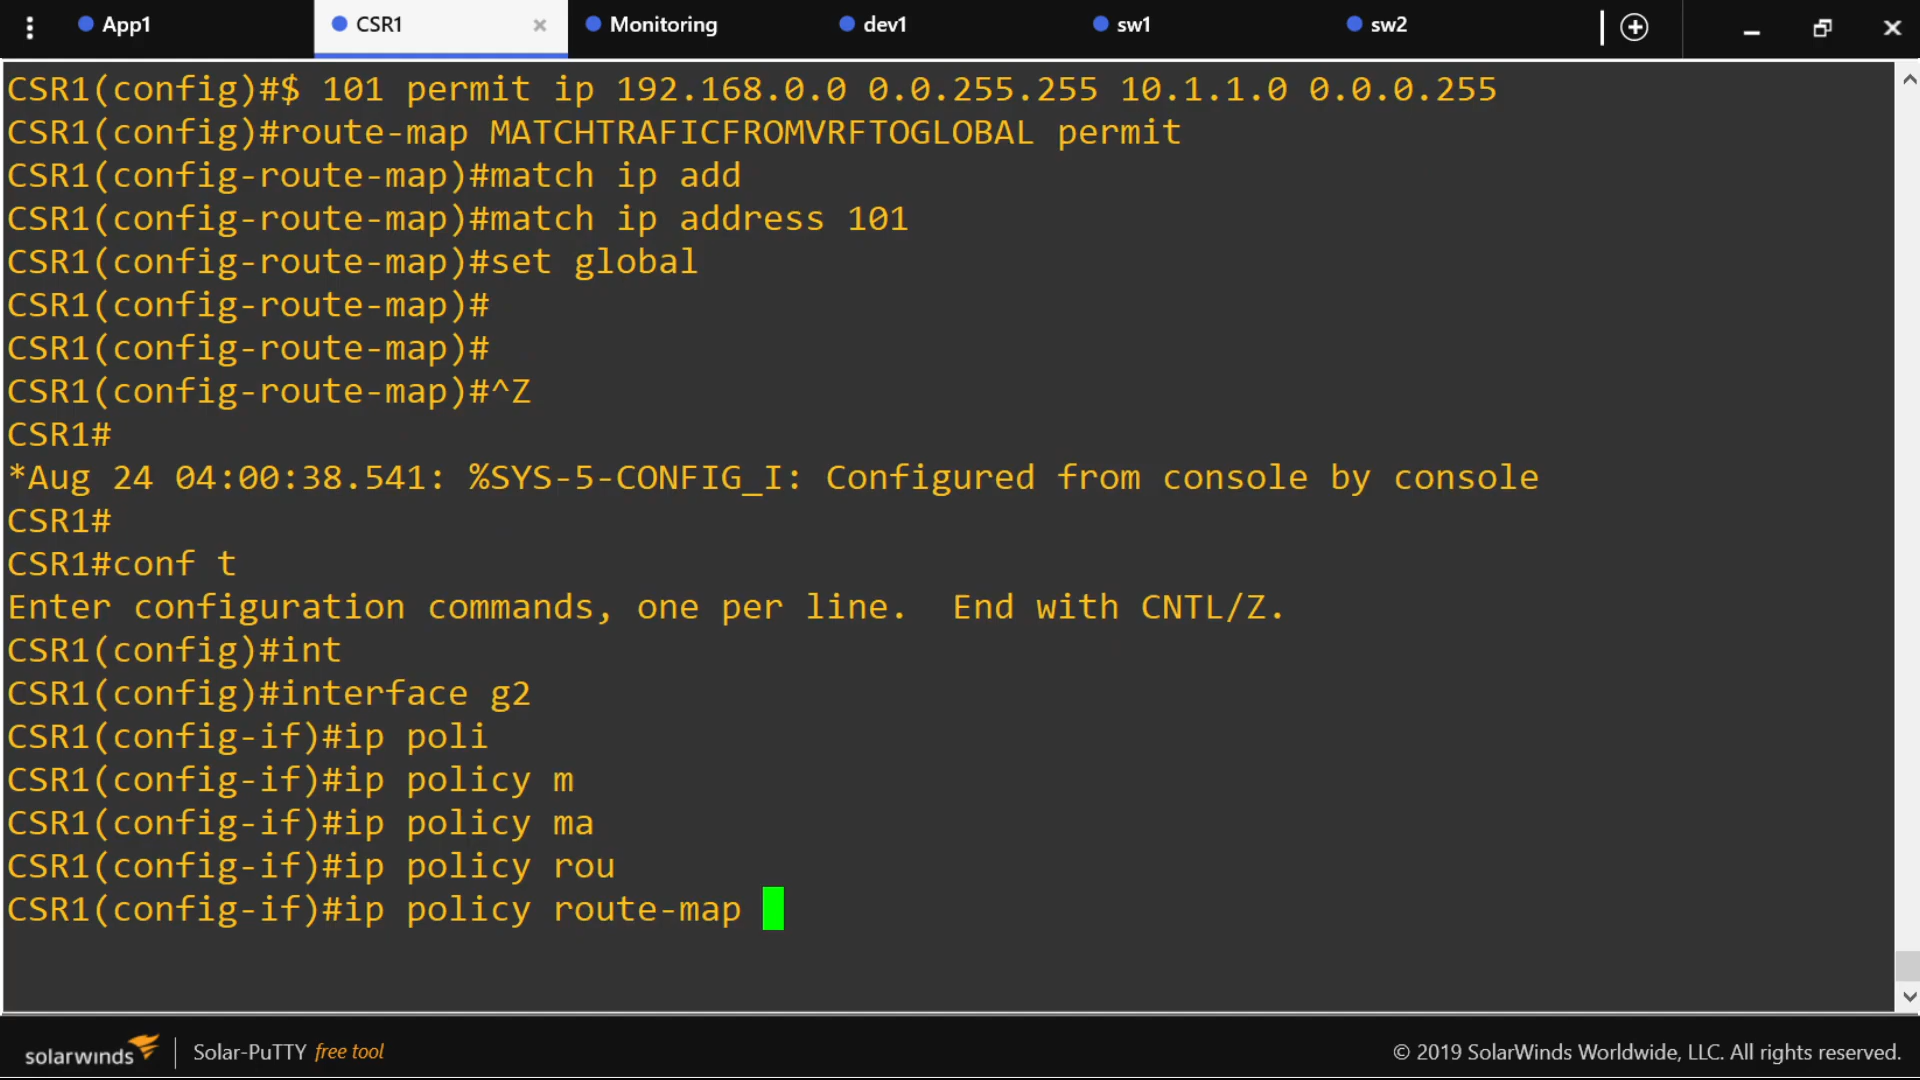 App1 CSR1 × Monitoring dev1 sw1 sw2
CSR1(config)#$ 101 permit ip 192.168.0.0 0.0.255.255 10.1.1.0 0.0.0.255
CSR1(config)#route-map MATCHTRAFICFROMVRFTOGLOBAL permit
CSR1(config-route-map)#match ip add
CSR1(config-route-map)#match ip address 101
CSR1(config-route-map)#set global
CSR1(config-route-map)#
CSR1(config-route-map)#
CSR1(config-route-map)#^Z
CSR1#
*Aug 24 04:00:38.541: %SYS-5-CONFIG_I: Configured from console by console
CSR1#
CSR1#conf t
Enter configuration commands, one per line.  End with CNTL/Z.
CSR1(config)#int
CSR1(config)#interface g2
CSR1(config-if)#ip poli
CSR1(config-if)#ip policy m
CSR1(config-if)#ip policy ma
CSR1(config-if)#ip policy rou
CSR1(config-if)#ip policy route-map
solarwinds Solar-PuTTY free tool © 2019 SolarWinds Worldwide, LLC. All rights reserved.